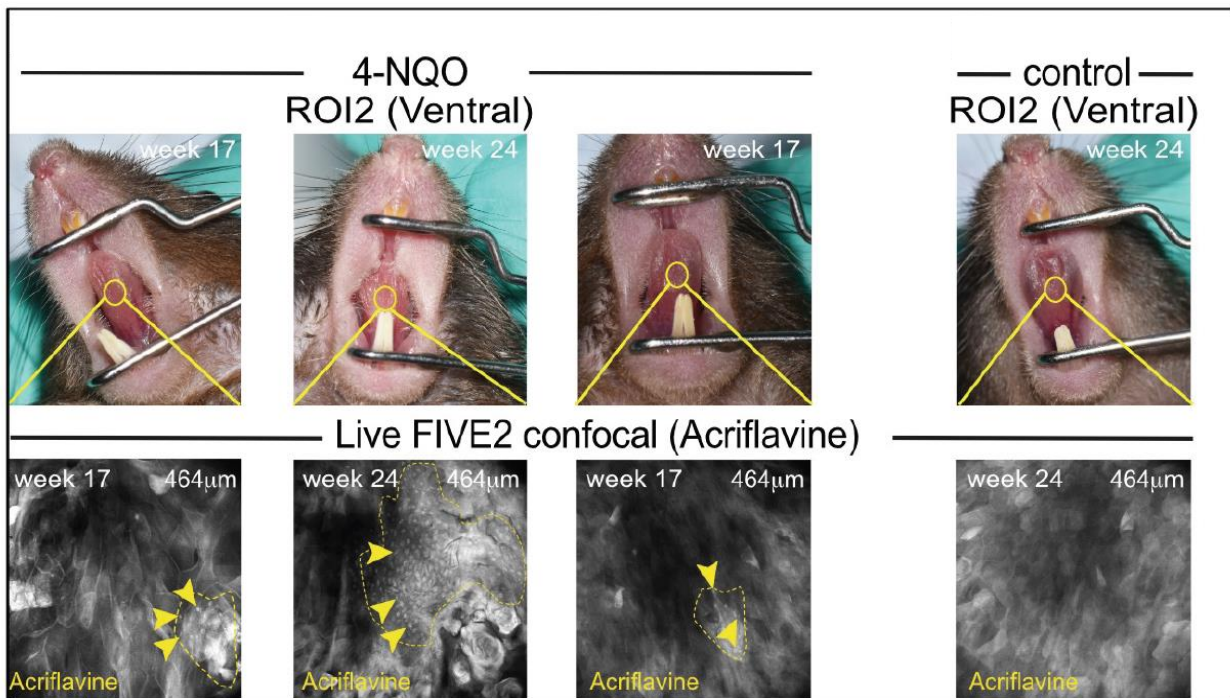 4-NQO
control
ROI2 (Ventral)
ROI2 (Ventral)
week 17
week 24
week 17
week 24
Live FIVE2 confocal (Acriflavine)
week 17 464μm
week 24 464μm
week 17 464μm
week 24 464μm
Acriflavine
Acriflavine
Acriflavine
Acriflavine